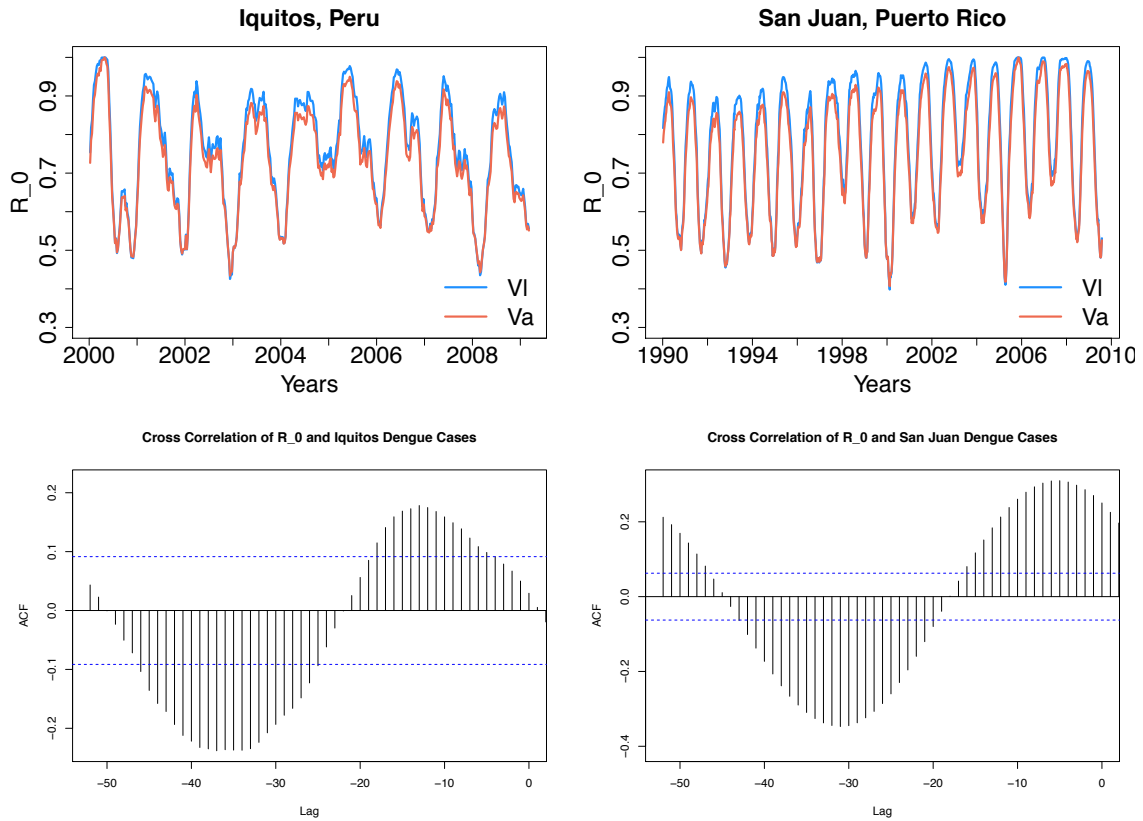 Iquitos, Peru
R_0
0.3 0.5 0.7 0.9
2000 2002 2004 2006 2008
Years
Vl
Va
San Juan, Puerto Rico
R_0
0.3 0.5 0.7 0.9
1990 1994 1998 2002 2006 2010
Years
Vl
Va
Cross Correlation of R_0 and Iquitos Dengue Cases
ACF
−0.2 −0.1 0.0 0.1 0.2
−50 −40 −30 −20 −10 0
Lag
Cross Correlation of R_0 and San Juan Dengue Cases
ACF
−0.4 −0.2 0.0 0.2
−50 −40 −30 −20 −10 0
Lag